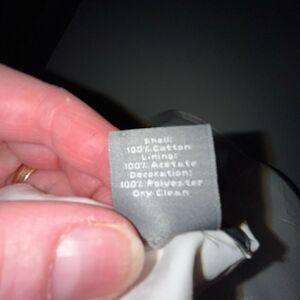 Shell:
100% Cotton
Lining:
100% Acetate
Decoration:
100% Polyester
Dry Clean